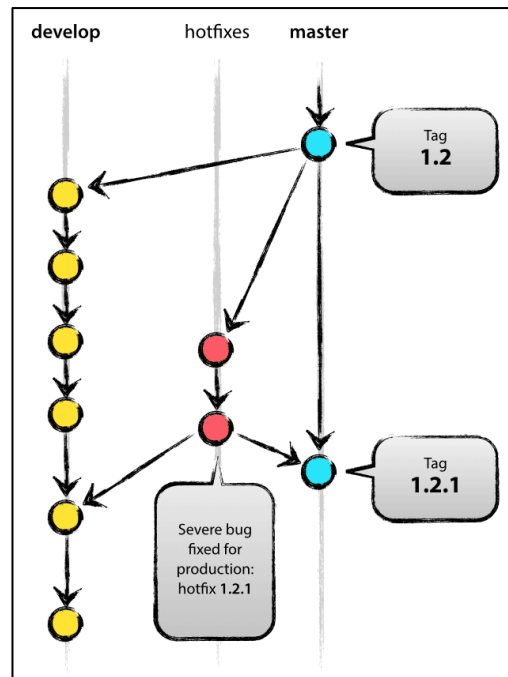 develop
hotfixes
master
Tag
1.2
Tag
1.2.1
Severe bug
fixed for
production:
hotfix 1.2.1